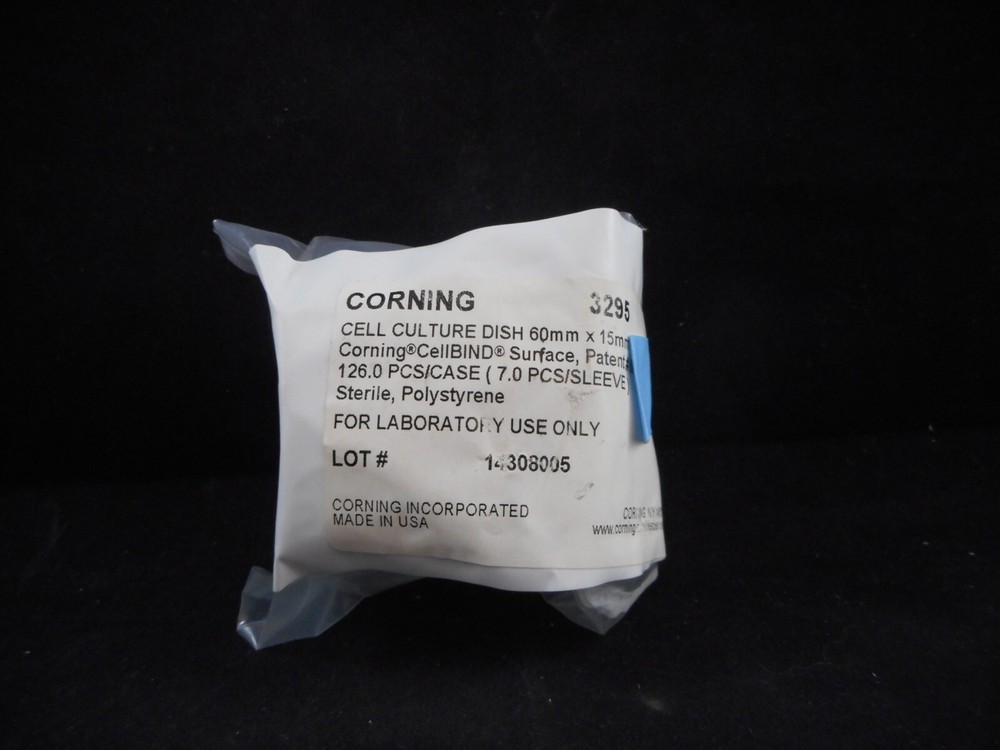 CORNING 3295
CELL CULTURE DISH 60mm x 15mm
Corning®CellBIND® Surface, Patent#
126.0 PCS/CASE ( 7.0 PCS/SLEEVE)
Sterile, Polystyrene
FOR LABORATORY USE ONLY
LOT # 14308005
CORNING INCORPORATED
MADE IN USA